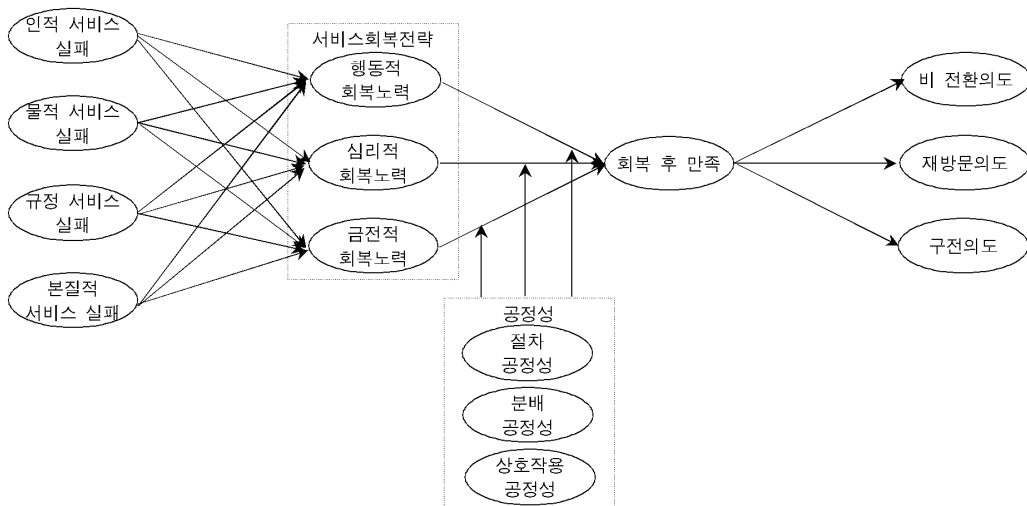 인적 서비스
실패
물적 서비스
실패
규정 서비스
실패
본질적
서비스 실패
서비스회복전략
행동적
회복노력
심리적
회복노력
금전적
회복노력
공정성
절차
공정성
분배
공정성
상호작용
공정성
회복 후 만족
비 전환의도
재방문의도
구전의도